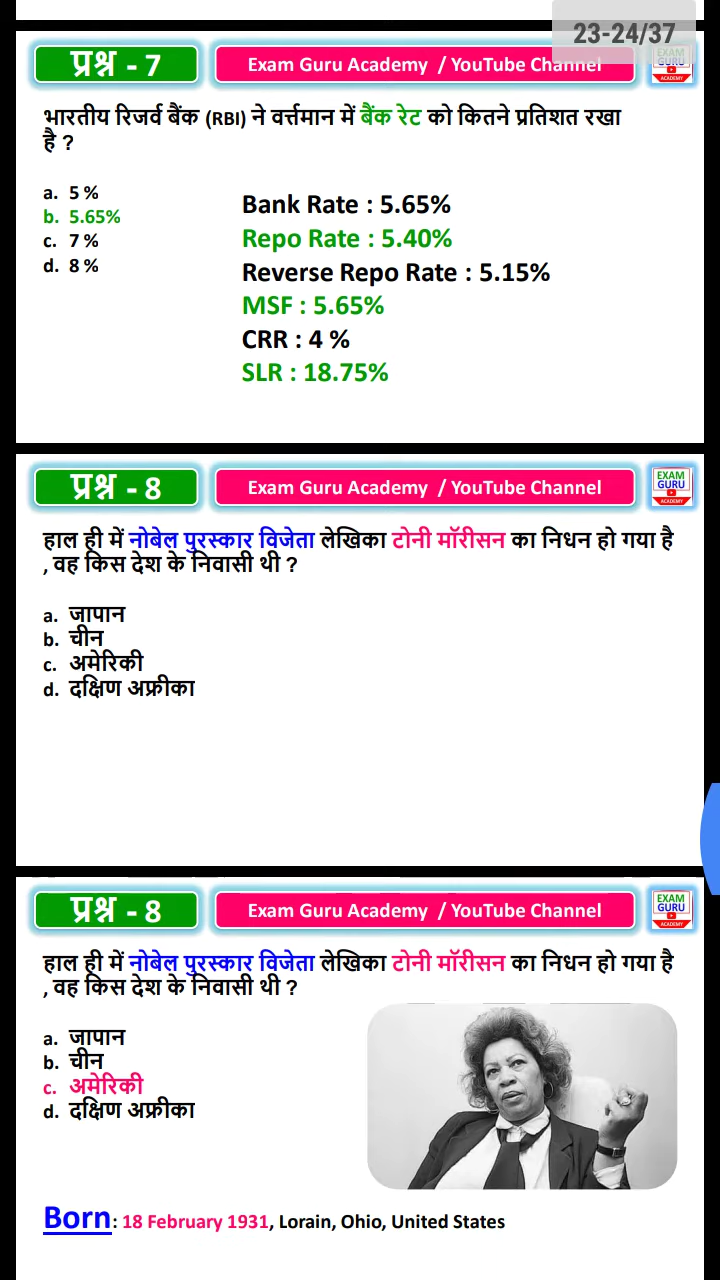 23-24/37
प्रश्न - 7
Exam Guru Academy / YouTube Channel
EXAM
GURU
ACADEMY
भारतीय रिजर्व बैंक (RBI) ने वर्त्तमान में बैंक रेट को कितने प्रतिशत रखा
है ?
a. 5 %
b. 5.65%
c. 7 %
d. 8 %
Bank Rate : 5.65%
Repo Rate : 5.40%
Reverse Repo Rate : 5.15%
MSF : 5.65%
CRR : 4 %
SLR : 18.75%
प्रश्न - 8
Exam Guru Academy / YouTube Channel
EXAM
GURU
ACADEMY
हाल ही में नोबेल पुरस्कार विजेता लेखिका टोनी मॉरीसन का निधन हो गया है
, वह किस देश के निवासी थी ?
a. जापान
b. चीन
c. अमेरिकी
d. दक्षिण अफ्रीका
प्रश्न - 8
Exam Guru Academy / YouTube Channel
EXAM
GURU
ACADEMY
हाल ही में नोबेल पुरस्कार विजेता लेखिका टोनी मॉरीसन का निधन हो गया है
, वह किस देश के निवासी थी ?
a. जापान
b. चीन
c. अमेरिकी
d. दक्षिण अफ्रीका
Born: 18 February 1931, Lorain, Ohio, United States